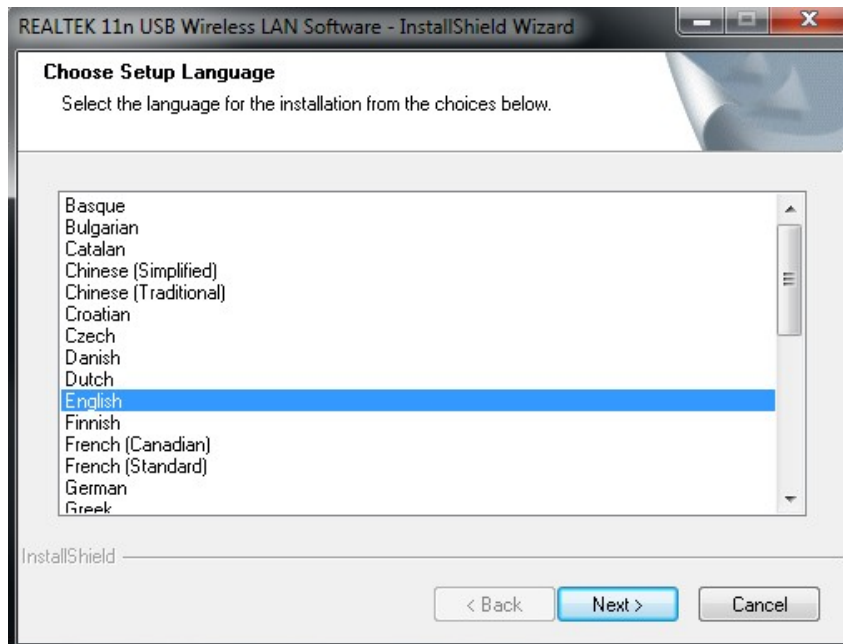 REALTEK 11n USB Wireless LAN Software - InstallShield Wizard
Choose Setup Language
Select the language for the installation from the choices below.
Basque
Bulgarian
Catalan
Chinese (Simplified)
Chinese (Traditional)
Croatian
Czech
Danish
Dutch
English
Finnish
French (Canadian)
French (Standard)
German
Greek
InstallShield
< Back
Next >
Cancel